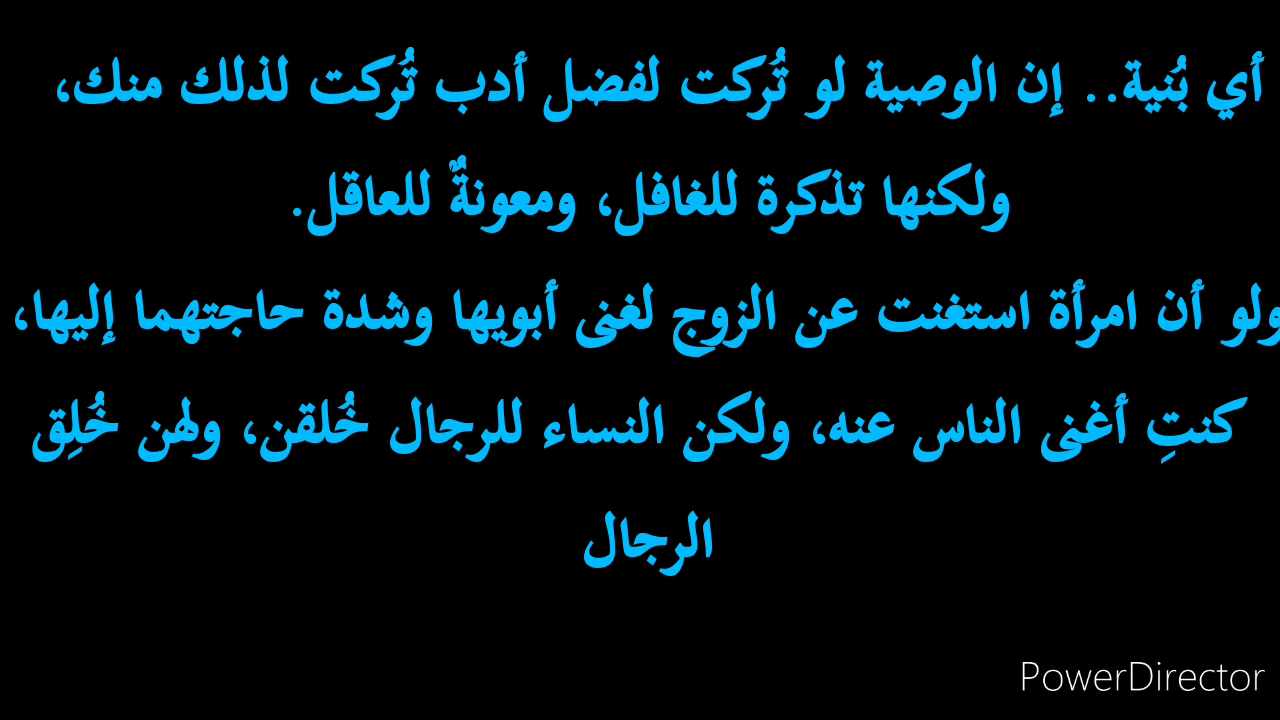 أي بُنية.. إن الوصية لو تُركت لفضل أدب تُركت لذلك منك،
ولكنها تذكرة للغافل، ومعونةٌ للعاقل.
ولو أن امرأة استغنت عن الزوج لغنى أبويها وشدة حاجتهما إليها،
كنتِ أغنى الناس عنه، ولكن النساء للرجال خُلقن، ولهن خُلِق
الرجال
PowerDirector